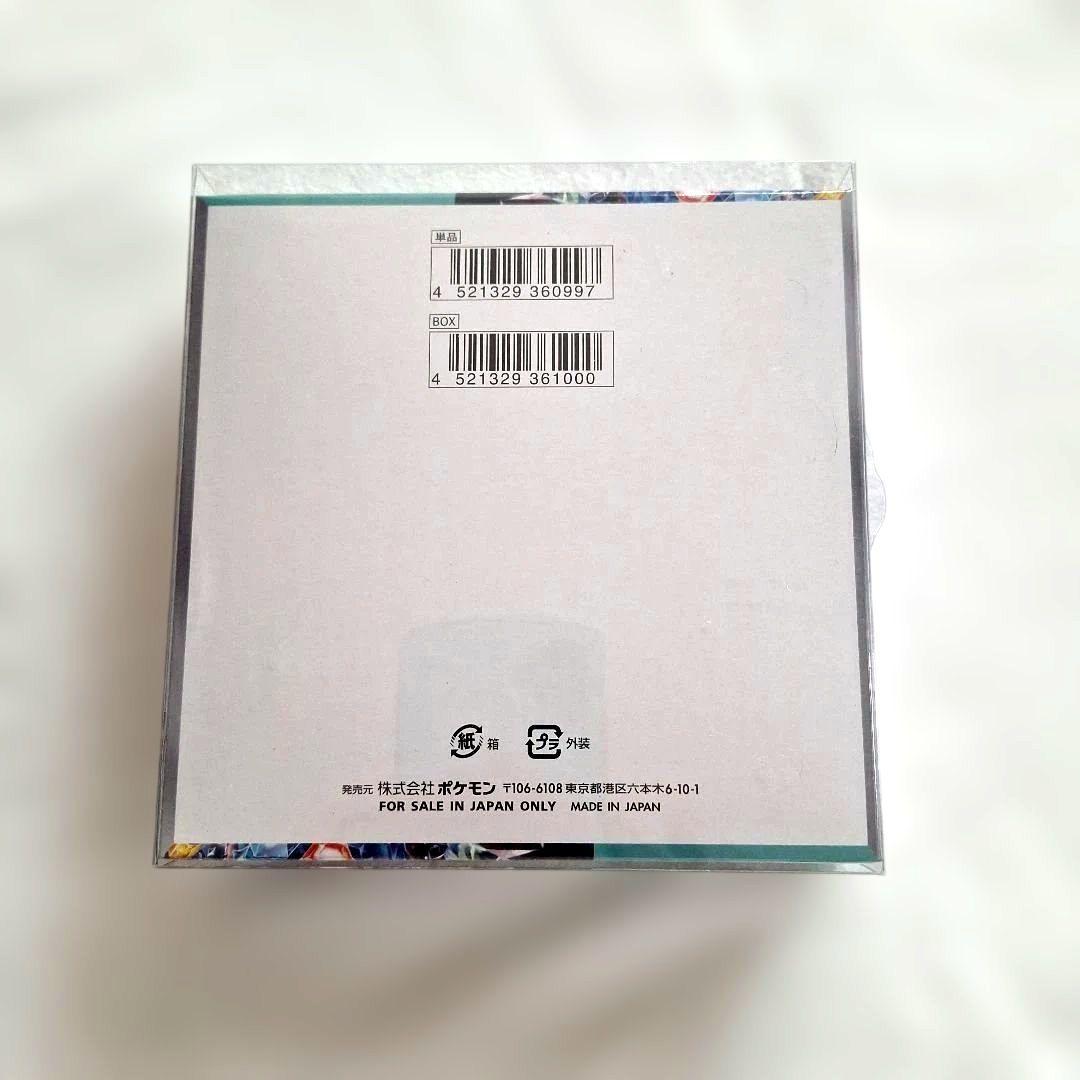 単品
4 521329 360997
BOX
4 521329 361000
紙 箱 プラ 外装
発売元 株式会社ポケモン 〒106-6108 東京都港区六本木6-10-1
FOR SALE IN JAPAN ONLY MADE IN JAPAN